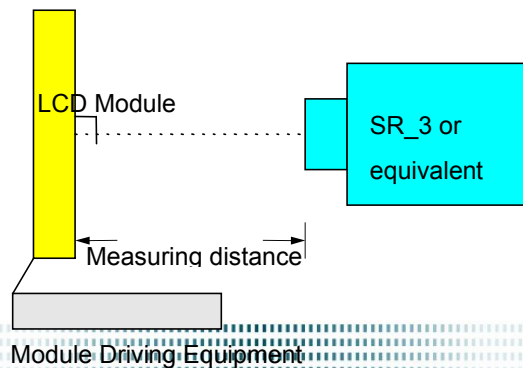 LCD Module
SR_3 or
equivalent
Measuring distance
Module Driving Equipment